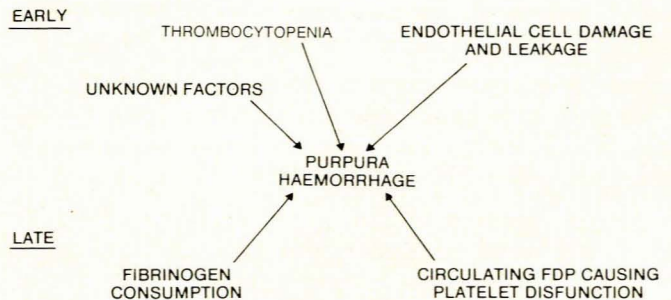 EARLY
THROMBOCYTOPENIA
ENDOTHELIAL CELL DAMAGE
AND LEAKAGE
UNKNOWN FACTORS
PURPURA
HAEMORRHAGE
LATE
FIBRINOGEN
CONSUMPTION
CIRCULATING FDP CAUSING
PLATELET DISFUNCTION